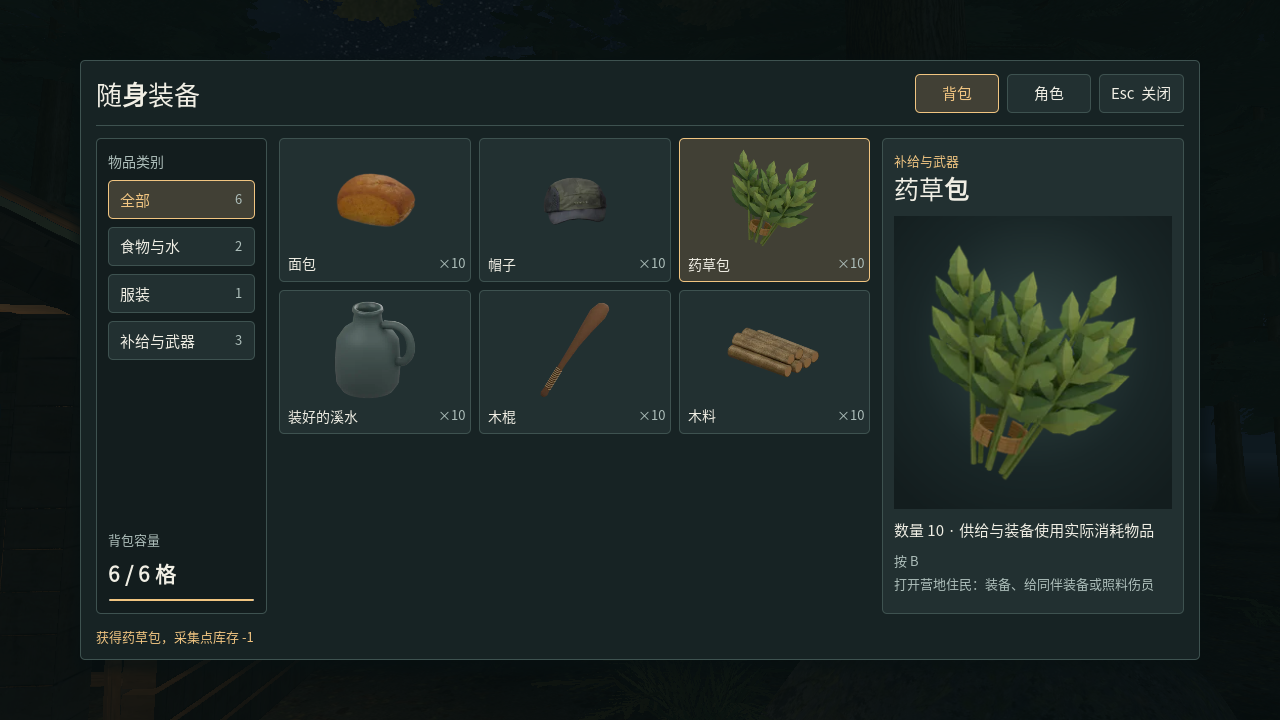 随身装备
背包
角色
Esc 关闭
物品类别
全部 6
食物与水 2
服装 1
补给与武器 3
背包容量
6 / 6 格
面包 ×10
帽子 ×10
药草包 ×10
装好的溪水 ×10
木棍 ×10
木料 ×10
补给与武器
药草包
数量 10 · 供给与装备使用实际消耗物品
按 B
打开营地住民：装备、给同伴装备或照料伤员
获得药草包，采集点库存 -1